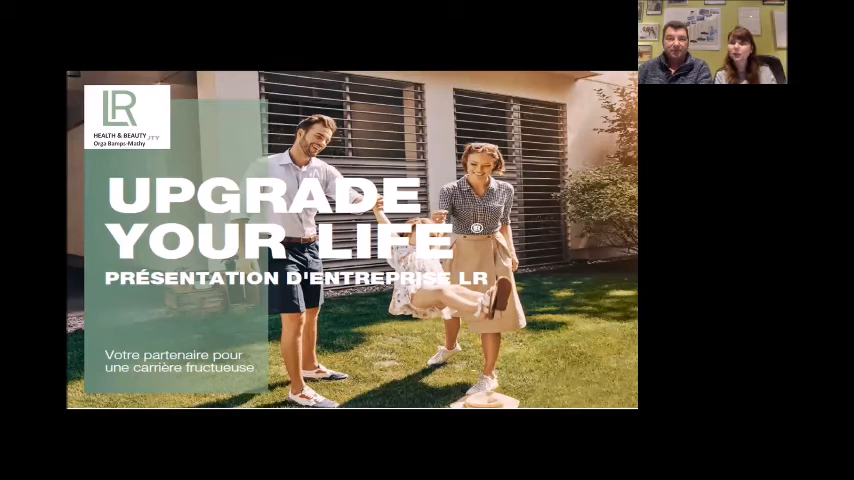 LR
HEALTH & BEAUTY
Orga Bamps-Mathy
UPGRADE
YOUR LIFE
PRÉSENTATION D'ENTREPRISE LR
Votre partenaire pour
une carrière fructueuse